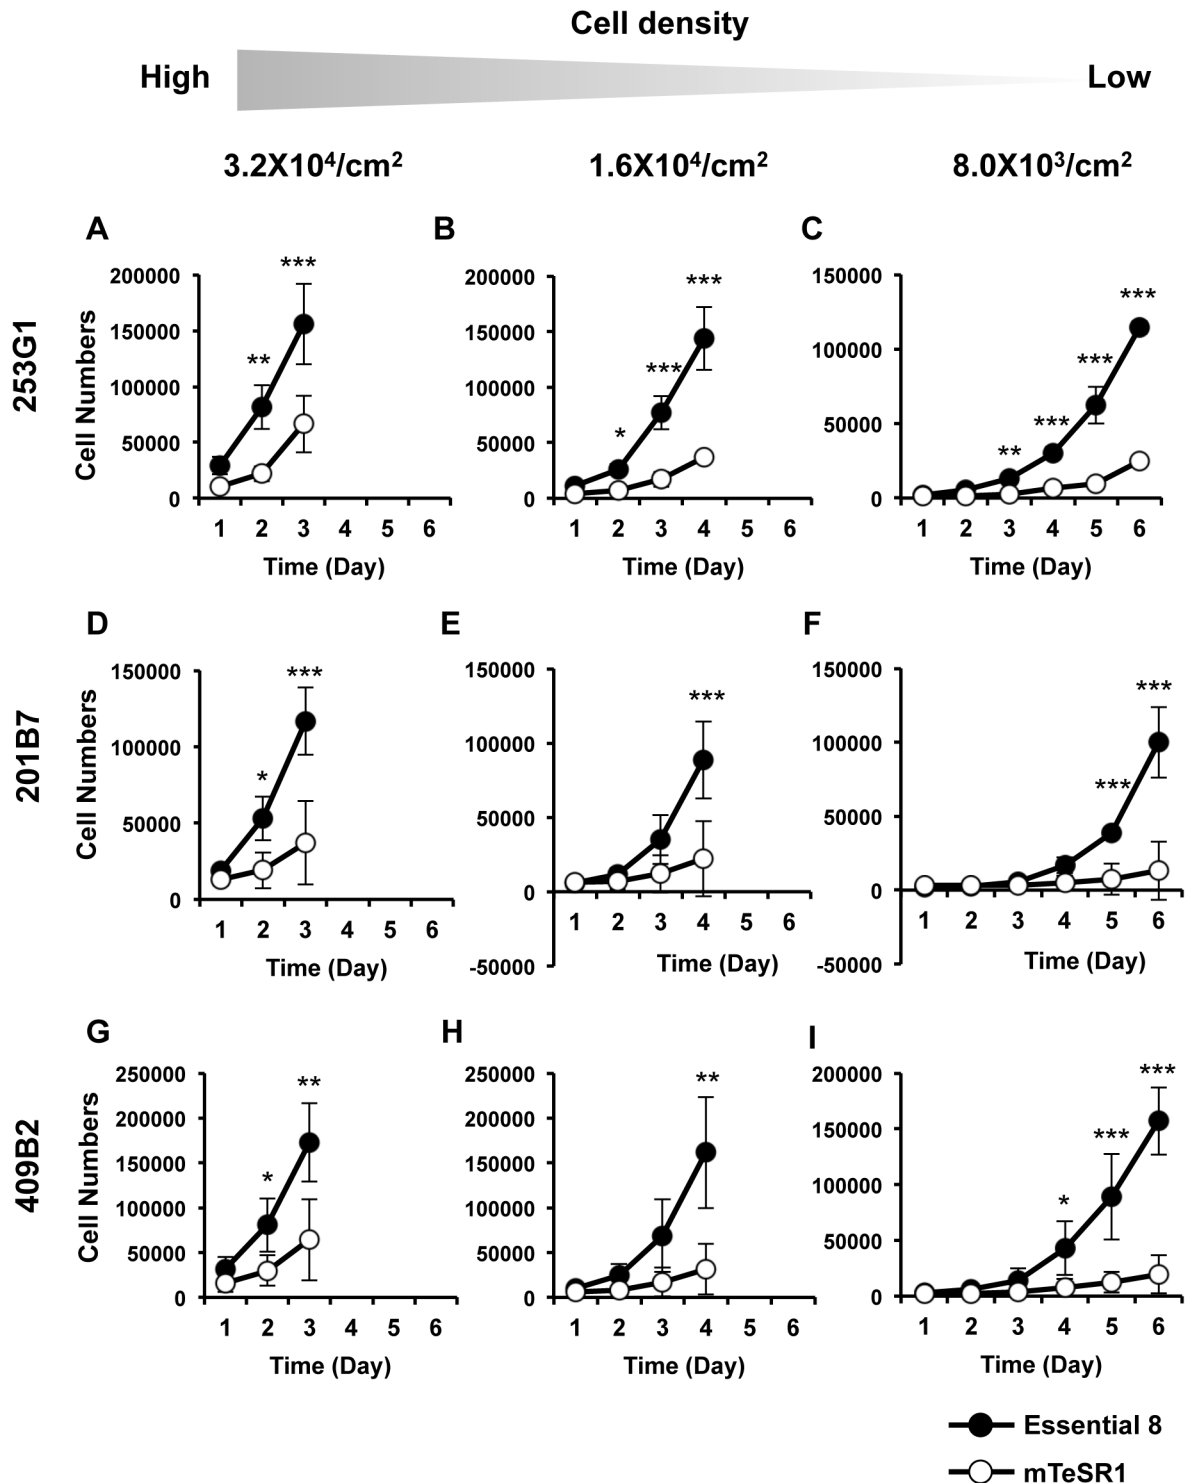 Cell density
High Low
3.2X10⁴/cm² 1.6X10⁴/cm² 8.0X10³/cm²
A B C
253G1
Cell Numbers
200000 200000 150000
*** *** ***
150000 150000
** *** *** 100000
100000 100000
* ** *** 50000
50000 50000
0 0 0
1 2 3 4 5 6 1 2 3 4 5 6 1 2 3 4 5 6
Time (Day) Time (Day) Time (Day)
D E F
201B7
Cell Numbers
150000 150000 150000
*** *** ***
100000 100000 100000
* ***
50000 50000 50000
0 0 0
1 2 3 4 5 6 1 2 3 4 5 6 1 2 3 4 5 6
-50000 -50000
Time (Day) Time (Day) Time (Day)
G H I
409B2
Cell Numbers
250000 250000 200000
** ** ***
200000 200000 150000
* * ***
150000 150000 100000
100000 100000 50000
50000 50000
0 0 0
1 2 3 4 5 6 1 2 3 4 5 6 1 2 3 4 5 6
Time (Day) Time (Day) Time (Day)
Essential 8
mTeSR1